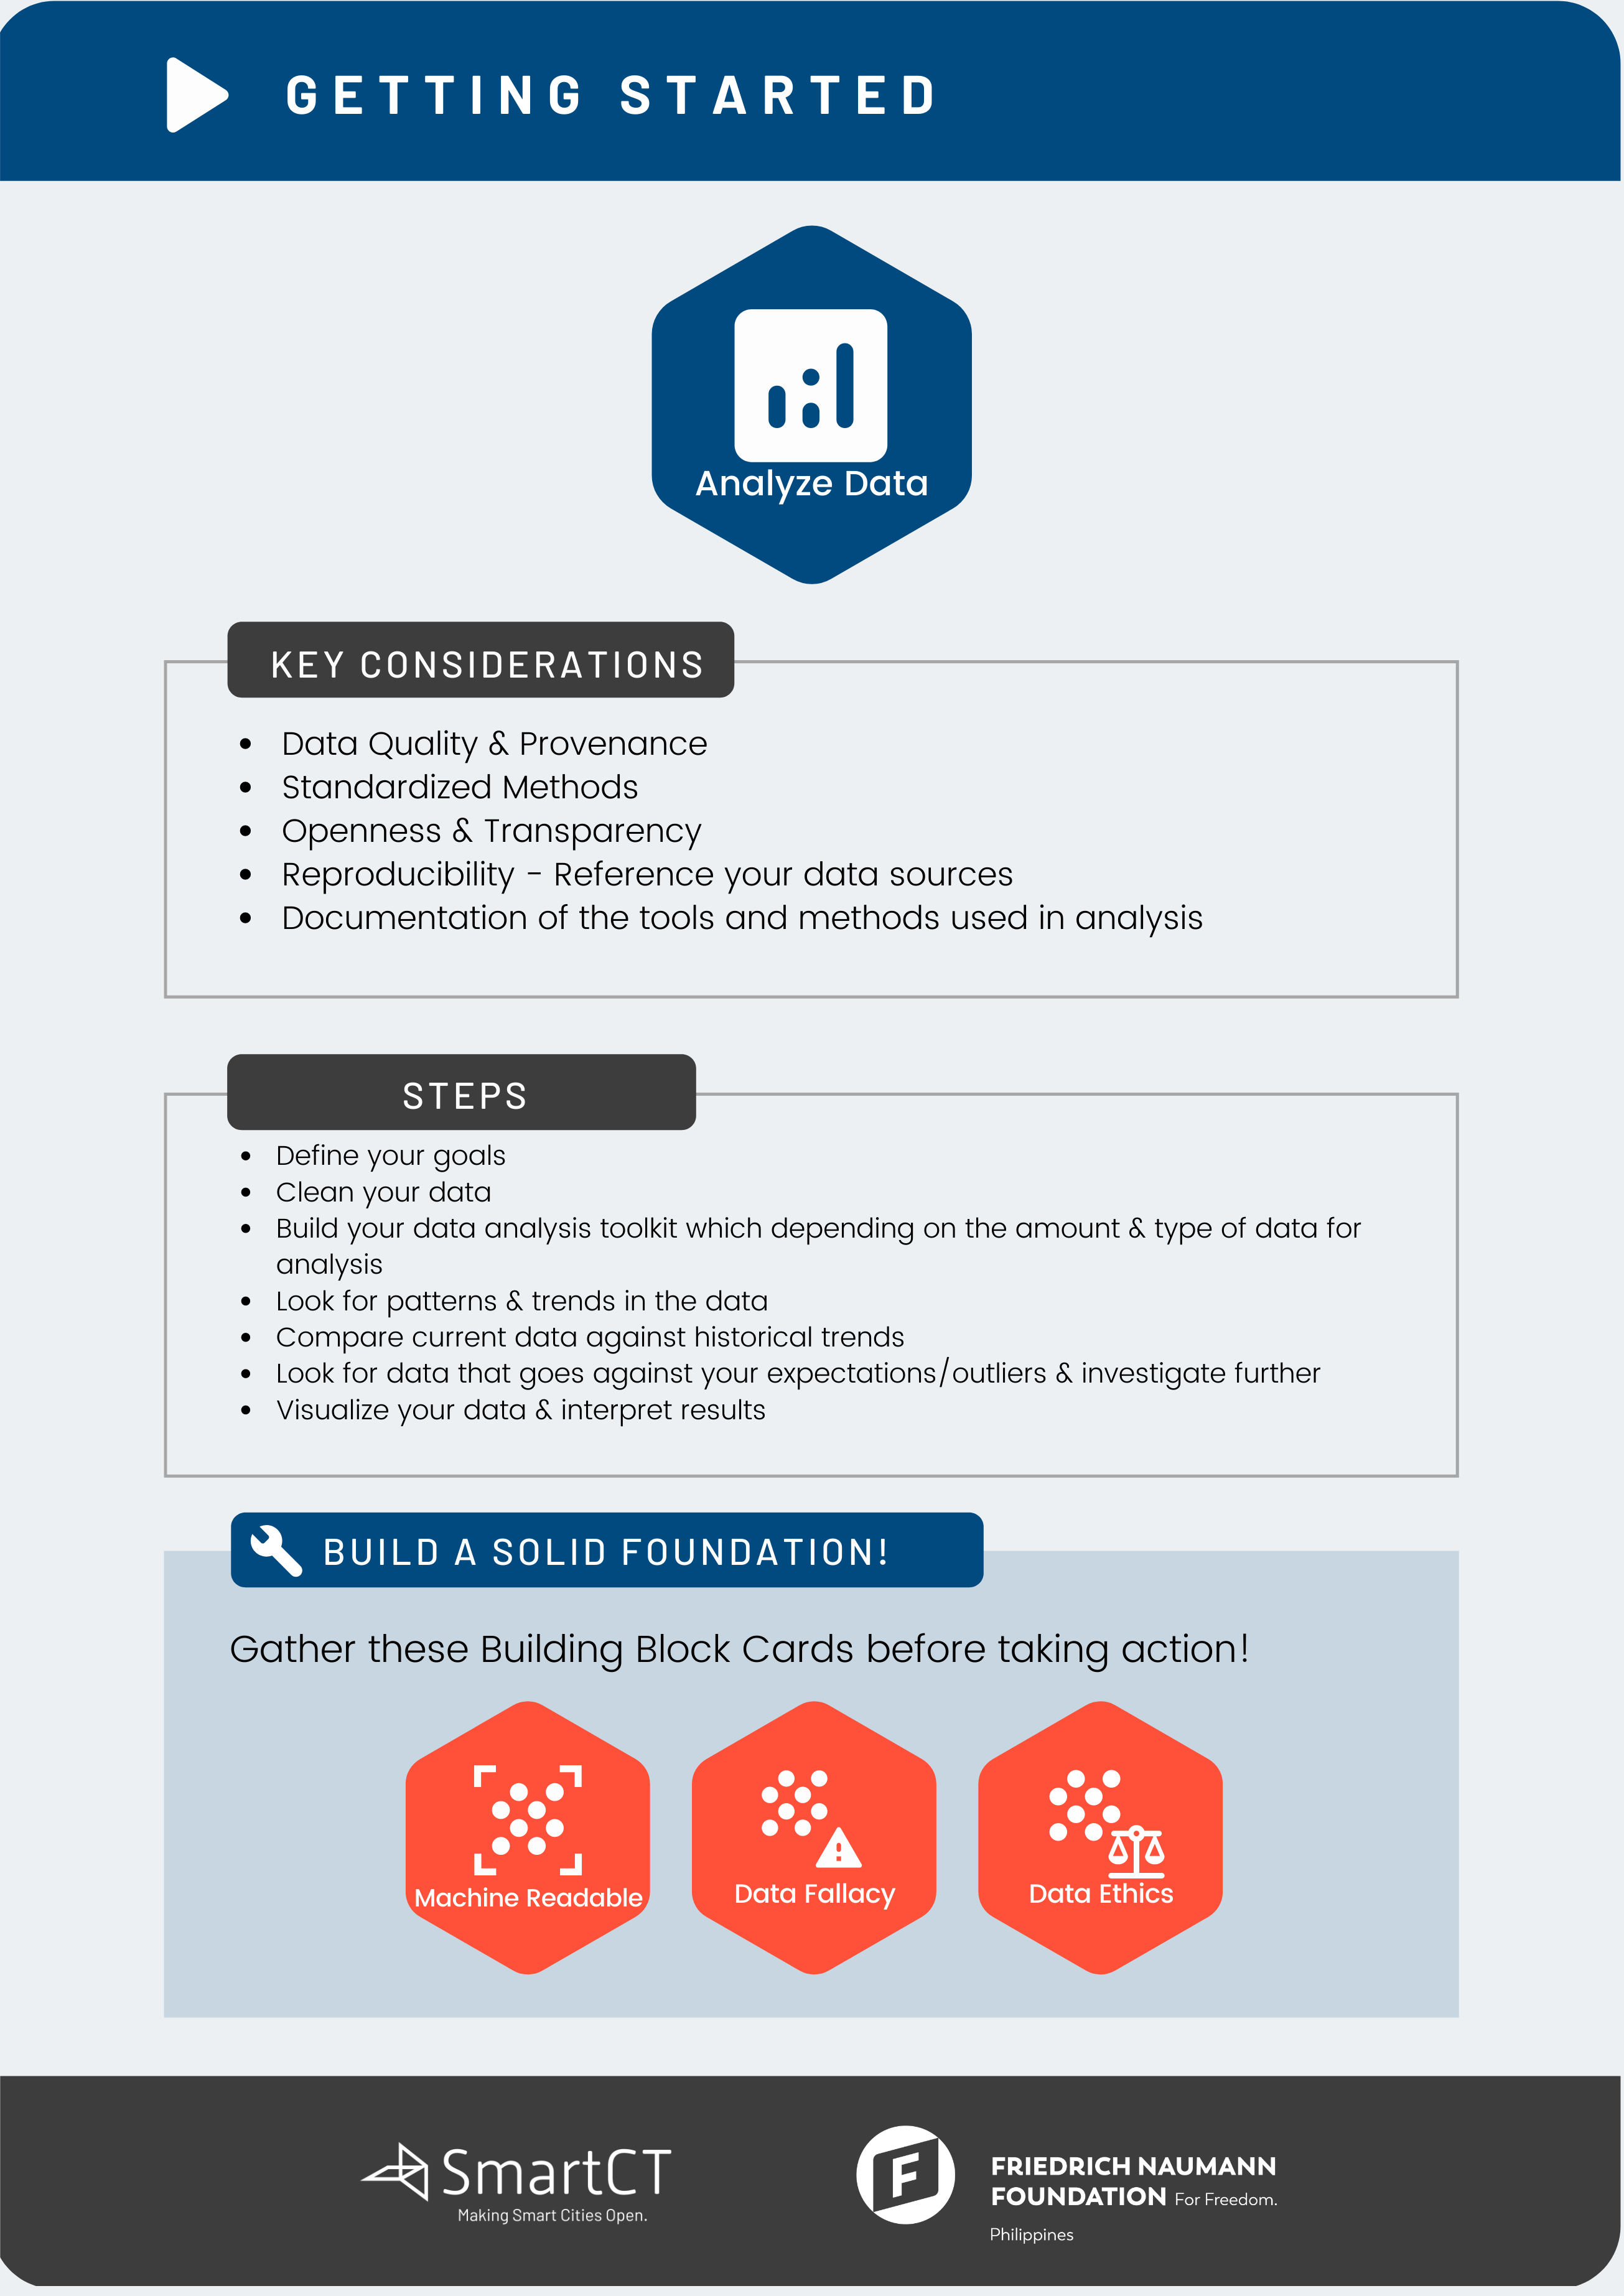 GETTING STARTED
Analyze Data
KEY CONSIDERATIONS
• Data Quality & Provenance
• Standardized Methods
• Openness & Transparency
• Reproducibility - Reference your data sources
• Documentation of the tools and methods used in analysis
STEPS
• Define your goals
• Clean your data
• Build your data analysis toolkit which depending on the amount & type of data for
analysis
• Look for patterns & trends in the data
• Compare current data against historical trends
• Look for data that goes against your expectations/outliers & investigate further
• Visualize your data & interpret results
BUILD A SOLID FOUNDATION!
Gather these Building Block Cards before taking action!
Machine Readable
Data Fallacy
Data Ethics
SmartCT
Making Smart Cities Open.
F
FRIEDRICH NAUMANN
FOUNDATION For Freedom.
Philippines